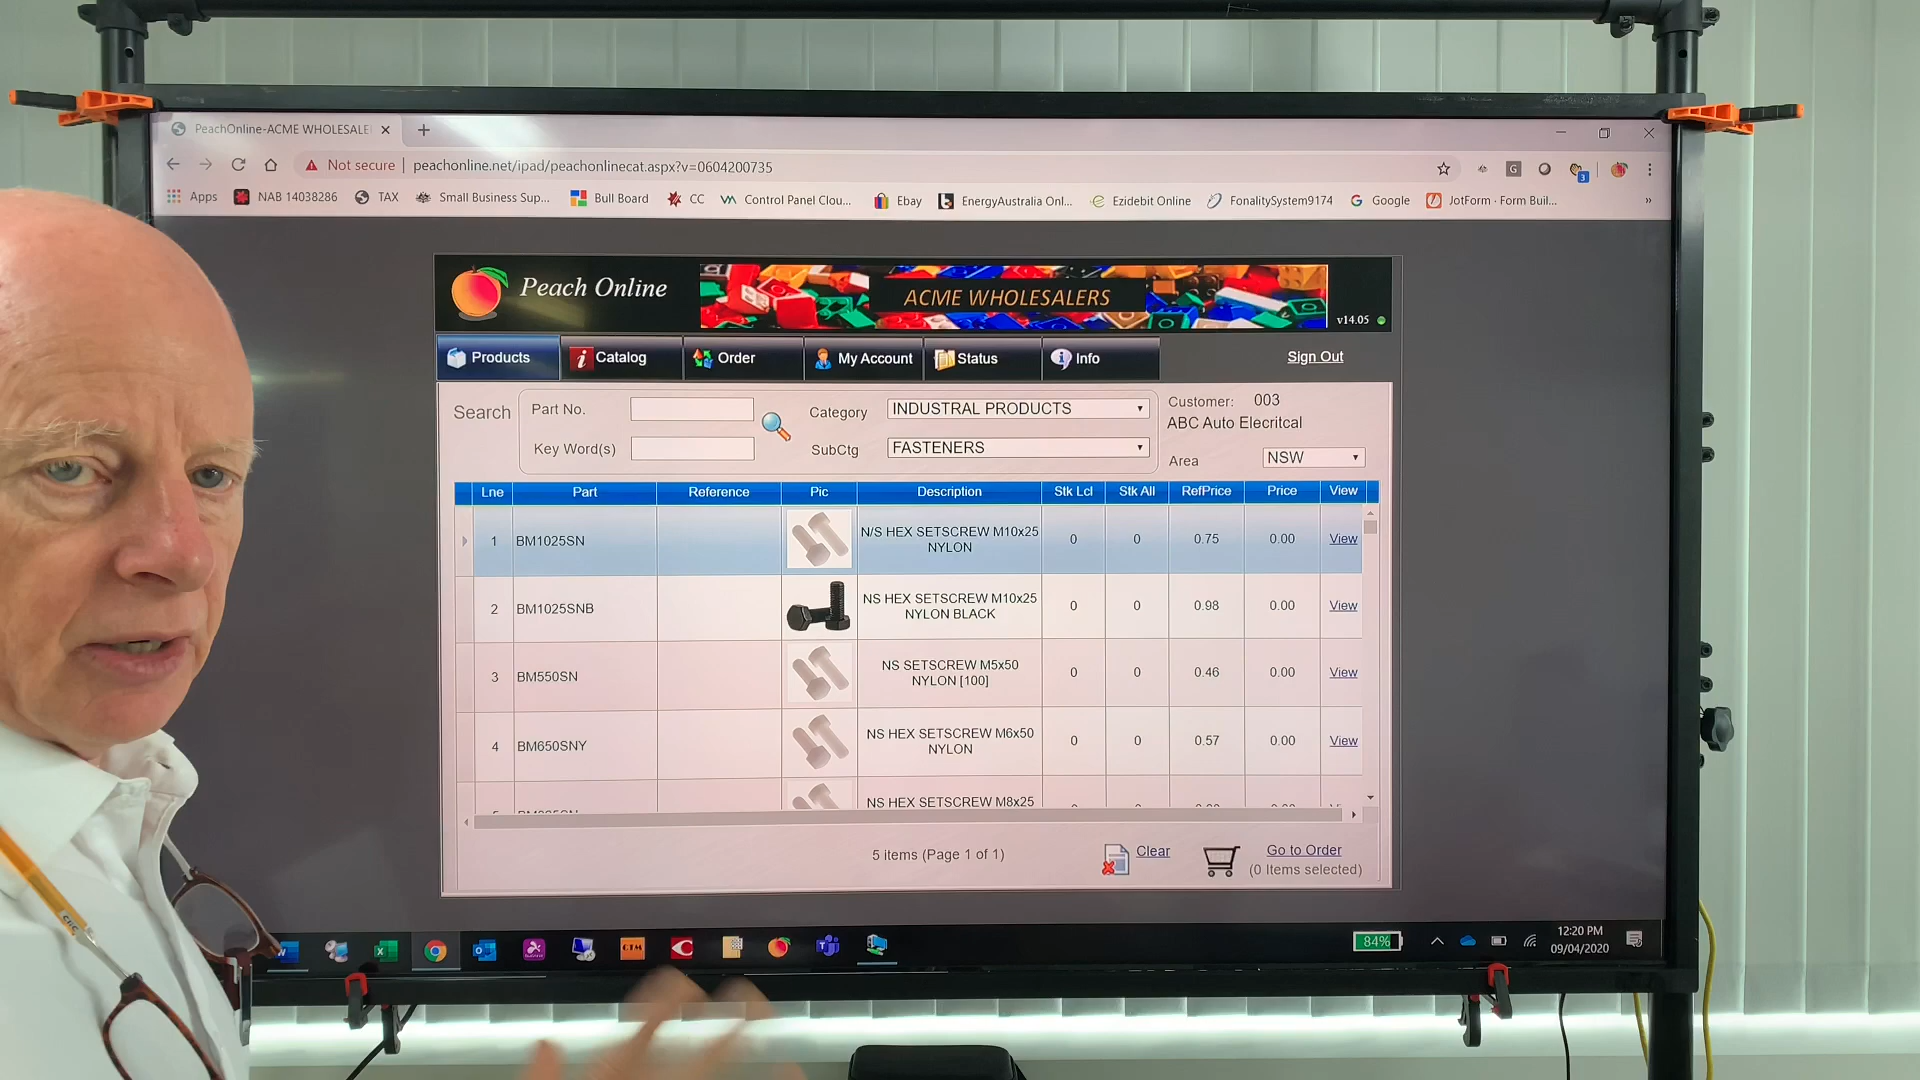 PeachOnline-ACME WHOLESALE
Not secure | peachonline.net/ipad/peachonlinecat.aspx?v=0604200735
G
3
Apps NAB 14038286 TAX Small Business Sup... Bull Board CC Control Panel Clou... Ebay EnergyAustralia Onl... Ezidebit Online FonalitySystem9174 Google JotForm - Form Buil... »
Peach Online
ACME WHOLESALERS
v14.05
Products Catalog Order My Account Status Info Sign Out
Search Part No. Category INDUSTRAL PRODUCTS Customer: 003
ABC Auto Elecritcal
Key Word(s) SubCtg FASTENERS
Area NSW
Lne Part Reference Pic Description Stk Lcl Stk All RefPrice Price View
1 BM1025SN N/S HEX SETSCREW M10x25 NYLON 0 0 0.75 0.00 View
2 BM1025SNB NS HEX SETSCREW M10x25 NYLON BLACK 0 0 0.98 0.00 View
3 BM550SN NS SETSCREW M5x50 NYLON [100] 0 0 0.46 0.00 View
4 BM650SNY NS HEX SETSCREW M6x50 NYLON 0 0 0.57 0.00 View
NS HEX SETSCREW M8x25
5 items (Page 1 of 1) Clear Go to Order
(0 Items selected)
CTM
84%
12:20 PM
09/04/2020